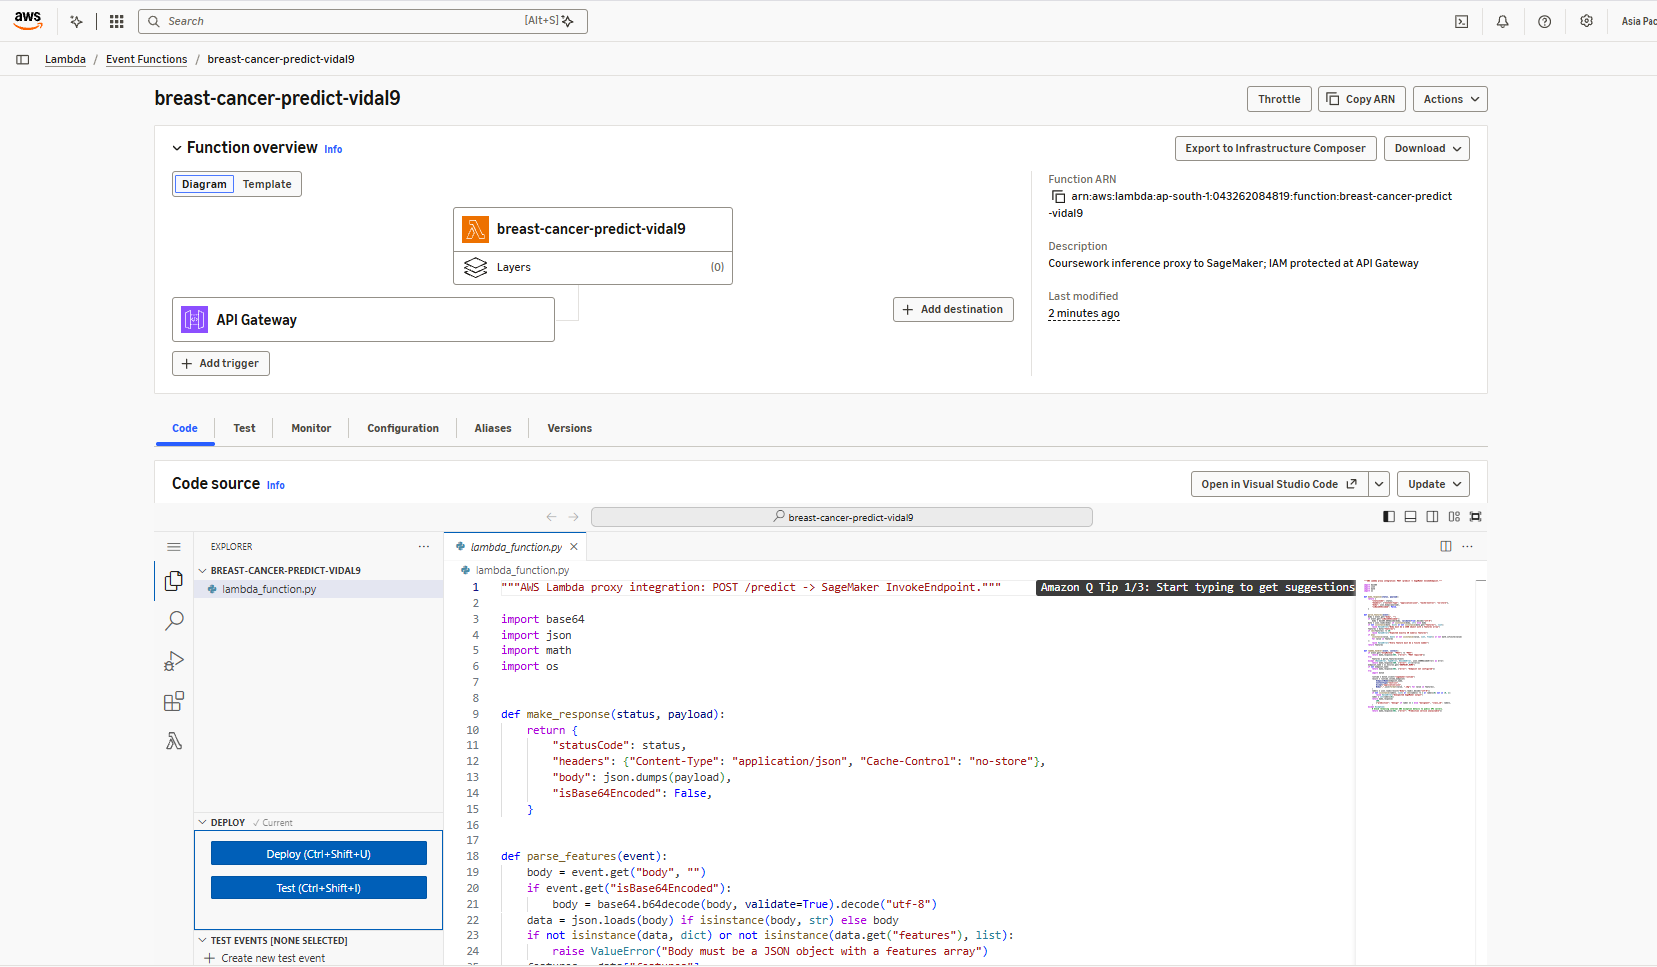 aws
Search
[Alt+S]
Asia Pac
Lambda / Event Functions / breast-cancer-predict-vidal9
breast-cancer-predict-vidal9
Throttle
Copy ARN
Actions
Function overview Info
Export to Infrastructure Composer
Download
Diagram
Template
breast-cancer-predict-vidal9
Layers (0)
API Gateway
+ Add trigger
+ Add destination
Function ARN
arn:aws:lambda:ap-south-1:043262084819:function:breast-cancer-predict
-vidal9
Description
Coursework inference proxy to SageMaker; IAM protected at API Gateway
Last modified
2 minutes ago
Code
Test
Monitor
Configuration
Aliases
Versions
Code source Info
Open in Visual Studio Code
Update
breast-cancer-predict-vidal9
EXPLORER
BREAST-CANCER-PREDICT-VIDAL9
lambda_function.py
DEPLOY ✓ Current
Deploy (Ctrl+Shift+U)
Test (Ctrl+Shift+I)
TEST EVENTS [NONE SELECTED]
+ Create new test event
lambda_function.py
lambda_function.py
1 """AWS Lambda proxy integration: POST /predict -> SageMaker InvokeEndpoint."""
Amazon Q Tip 1/3: Start typing to get suggestions
2
3 import base64
4 import json
5 import math
6 import os
7
8
9 def make_response(status, payload):
10 return {
11 "statusCode": status,
12 "headers": {"Content-Type": "application/json", "Cache-Control": "no-store"},
13 "body": json.dumps(payload),
14 "isBase64Encoded": False,
15 }
16
17
18 def parse_features(event):
19 body = event.get("body", "")
20 if event.get("isBase64Encoded"):
21 body = base64.b64decode(body, validate=True).decode("utf-8")
22 data = json.loads(body) if isinstance(body, str) else body
23 if not isinstance(data, dict) or not isinstance(data.get("features"), list):
24 raise ValueError("Body must be a JSON object with a features array")